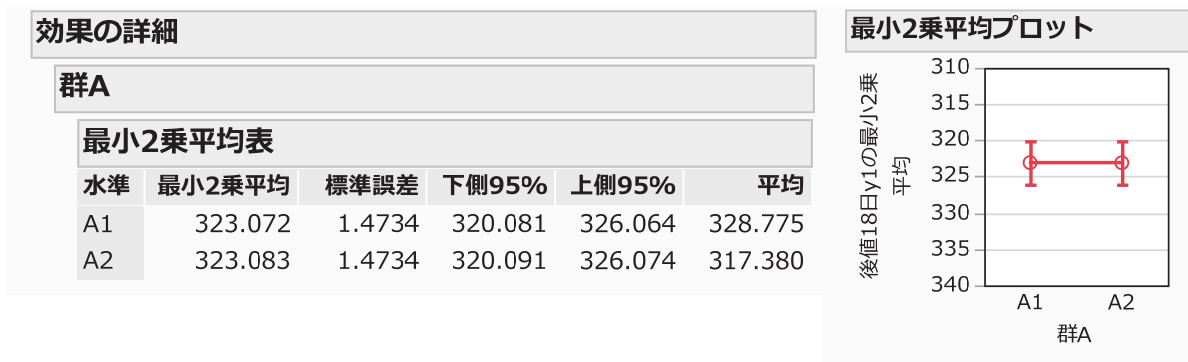 効果の詳細
群A
最小2乗平均表
水準 最小2乗平均 標準誤差 下側95% 上側95% 平均
A1 323.072 1.4734 320.081 326.064 328.775
A2 323.083 1.4734 320.091 326.074 317.380
最小2乗平均プロット
後値18日y1の最小2乗
平均
310
315
320
325
330
335
340
A1 A2
群A